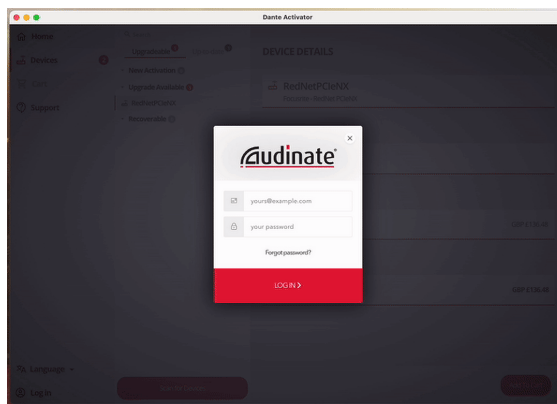 Dante Activator
Home
Devices
Support
Upgradeable
New Activation
Upgrade Available
RedNetPCIeNX
Recoverable
DEVICE DETAILS
RedNetPCIeNX
Audinate
yours@example.com
your password
Forgot password?
LOG IN >
Language
Log in